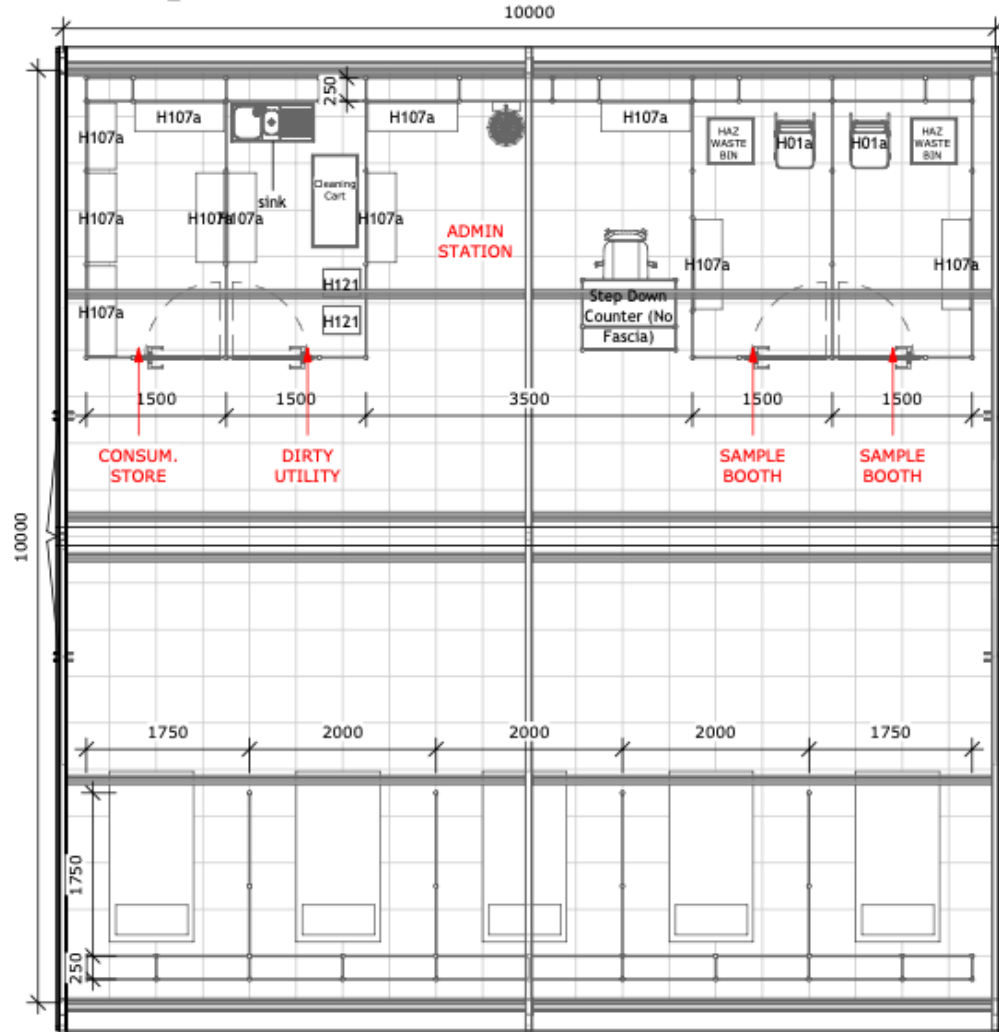 10000
250
H107a
H107a
H107a
H107a
HAZ
WASTE
BIN
H01a
H01a
HAZ
WASTE
BIN
H107a
Cleaning
Cart
sink
H107a
H107a
H107a
H107a
ADMIN
STATION
H107a
H107a
H121
H107a
H121
Step Down
Counter (No
Fascia)
1500
1500
3500
1500
1500
CONSUM.
STORE
DIRTY
UTILITY
SAMPLE
BOOTH
SAMPLE
BOOTH
10000
1750
2000
2000
2000
1750
1750
250